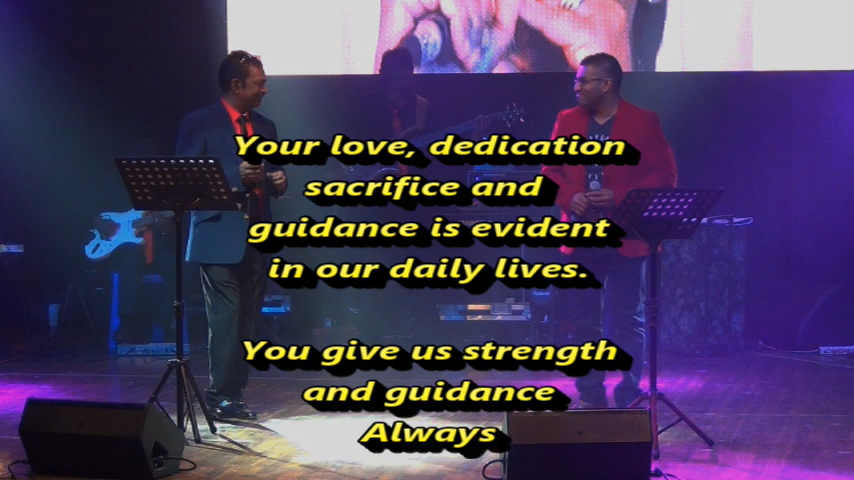 Your love, dedication
sacrifice and
guidance is evident
in our daily lives.
You give us strength
and guidance
Always